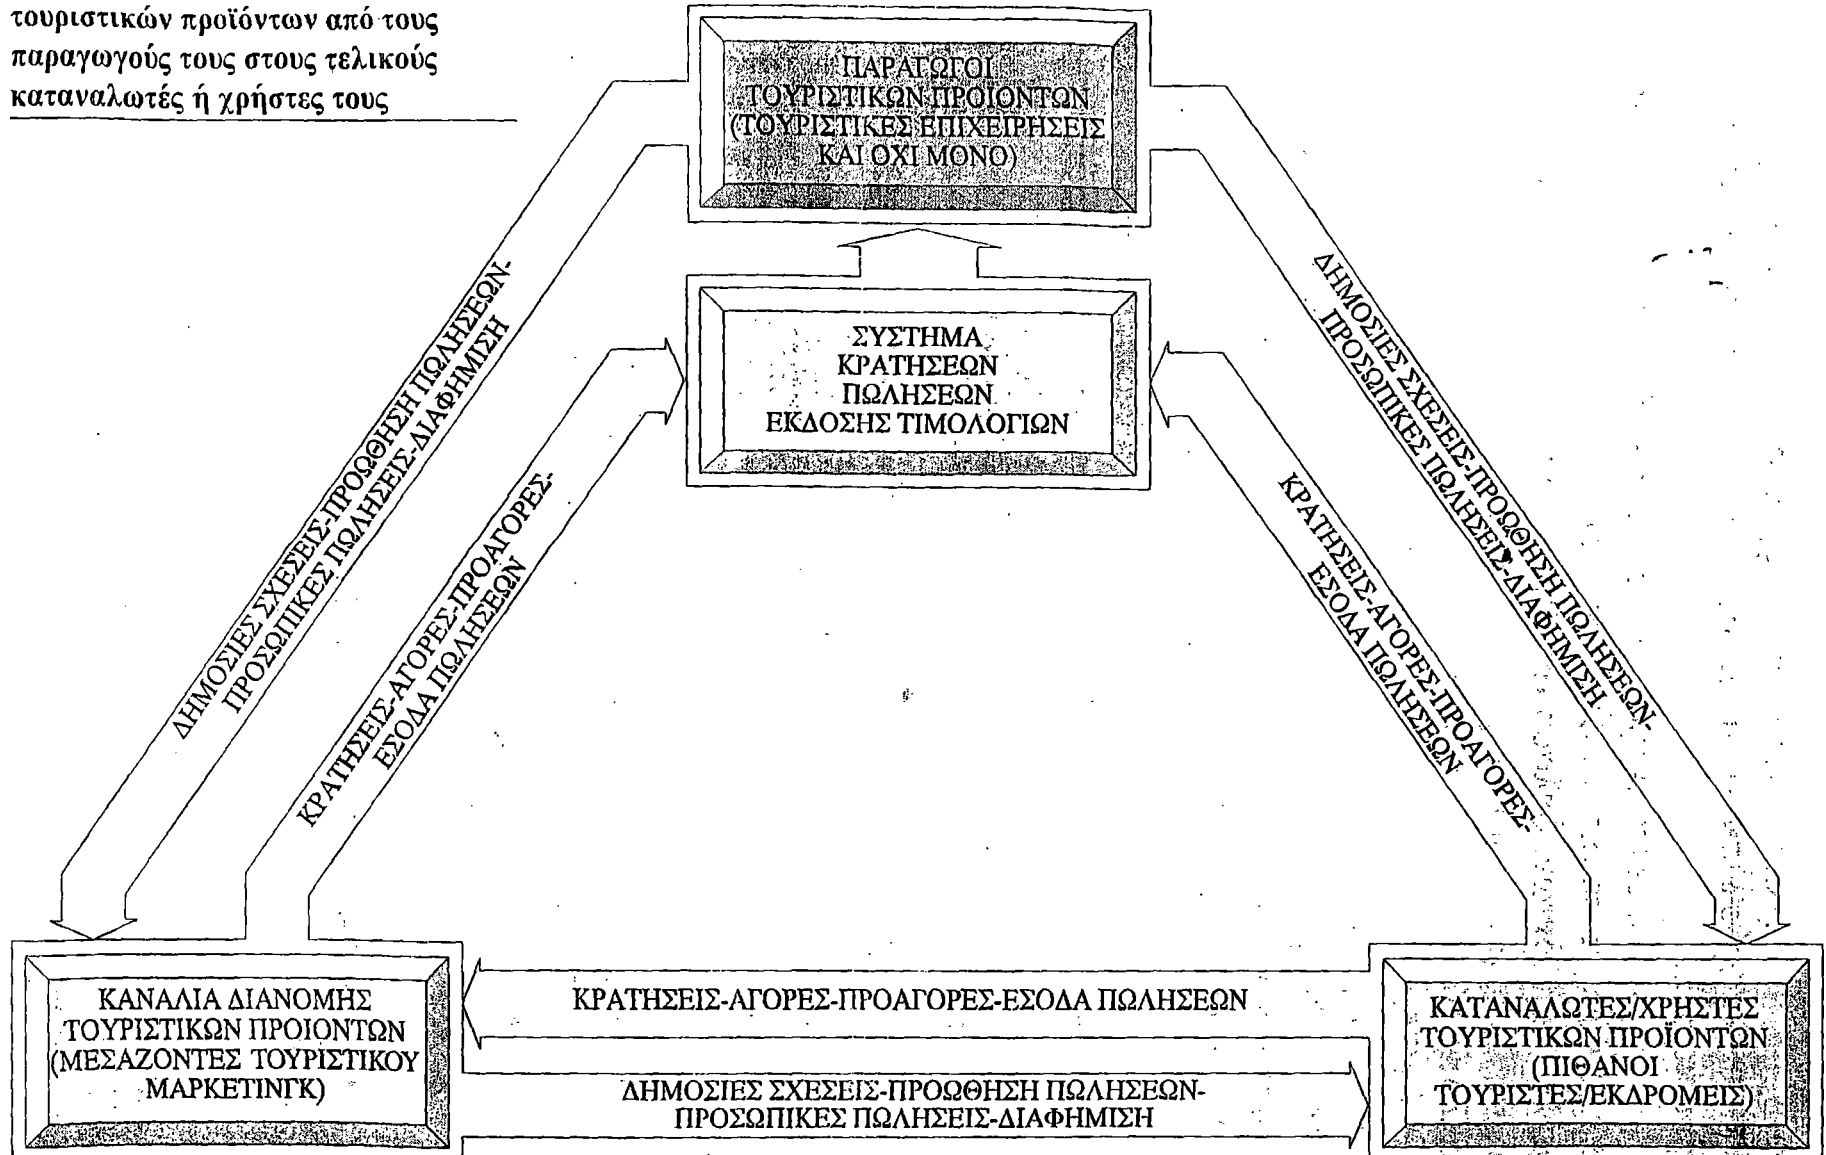 τουριστικών προϊόντων από τους
παραγωγούς τους στους τελικούς
καταναλωτές ή χρήστες τους
ΠΑΡΑΓΩΓΟΙ
ΤΟΥΡΙΣΤΙΚΩΝ ΠΡΟΙΟΝΤΩΝ
(ΤΟΥΡΙΣΤΙΚΕΣ ΕΠΙΧΕΙΡΗΣΕΙΣ
ΚΑΙ ΟΧΙ ΜΟΝΟ)
ΣΥΣΤΗΜΑ
ΚΡΑΤΗΣΕΩΝ
ΠΩΛΗΣΕΩΝ
ΕΚΔΟΣΗΣ ΤΙΜΟΛΟΓΙΩΝ
ΔΗΜΟΣΙΕΣ ΣΧΕΣΕΙΣ-ΠΡΟΩΘΗΣΗ ΠΩΛΗΣΕΩΝ-
ΠΡΟΣΩΠΙΚΕΣ ΠΩΛΗΣΕΙΣ-ΔΙΑΦΗΜΙΣΗ
ΚΡΑΤΗΣΕΙΣ-ΑΓΟΡΕΣ-ΠΡΟΑΓΟΡΕΣ-
ΕΣΟΔΑ ΠΩΛΗΣΕΩΝ
ΚΡΑΤΗΣΕΙΣ-ΑΓΟΡΕΣ-ΠΡΟΑΓΟΡΕΣ-
ΕΣΟΔΑ ΠΩΛΗΣΕΩΝ
ΔΗΜΟΣΙΕΣ ΣΧΕΣΕΙΣ-ΠΡΟΩΘΗΣΗ ΠΩΛΗΣΕΩΝ-
ΠΡΟΣΩΠΙΚΕΣ ΠΩΛΗΣΕΙΣ-ΔΙΑΦΗΜΙΣΗ
ΚΑΝΑΛΙΑ ΔΙΑΝΟΜΗΣ
ΤΟΥΡΙΣΤΙΚΩΝ ΠΡΟΙΟΝΤΩΝ
(ΜΕΣΑΖΟΝΤΕΣ ΤΟΥΡΙΣΤΙΚΟΥ
ΜΑΡΚΕΤΙΝΓΚ)
ΚΡΑΤΗΣΕΙΣ-ΑΓΟΡΕΣ-ΠΡΟΑΓΟΡΕΣ-ΕΣΟΔΑ ΠΩΛΗΣΕΩΝ
ΔΗΜΟΣΙΕΣ ΣΧΕΣΕΙΣ-ΠΡΟΩΘΗΣΗ ΠΩΛΗΣΕΩΝ-
ΠΡΟΣΩΠΙΚΕΣ ΠΩΛΗΣΕΙΣ-ΔΙΑΦΗΜΙΣΗ
ΚΑΤΑΝΑΛΩΤΕΣ/ΧΡΗΣΤΕΣ
ΤΟΥΡΙΣΤΙΚΩΝ ΠΡΟΪΟΝΤΩΝ
(ΠΙΘΑΝΟΙ
ΤΟΥΡΙΣΤΕΣ/ΕΚΔΡΟΜΕΙΣ)